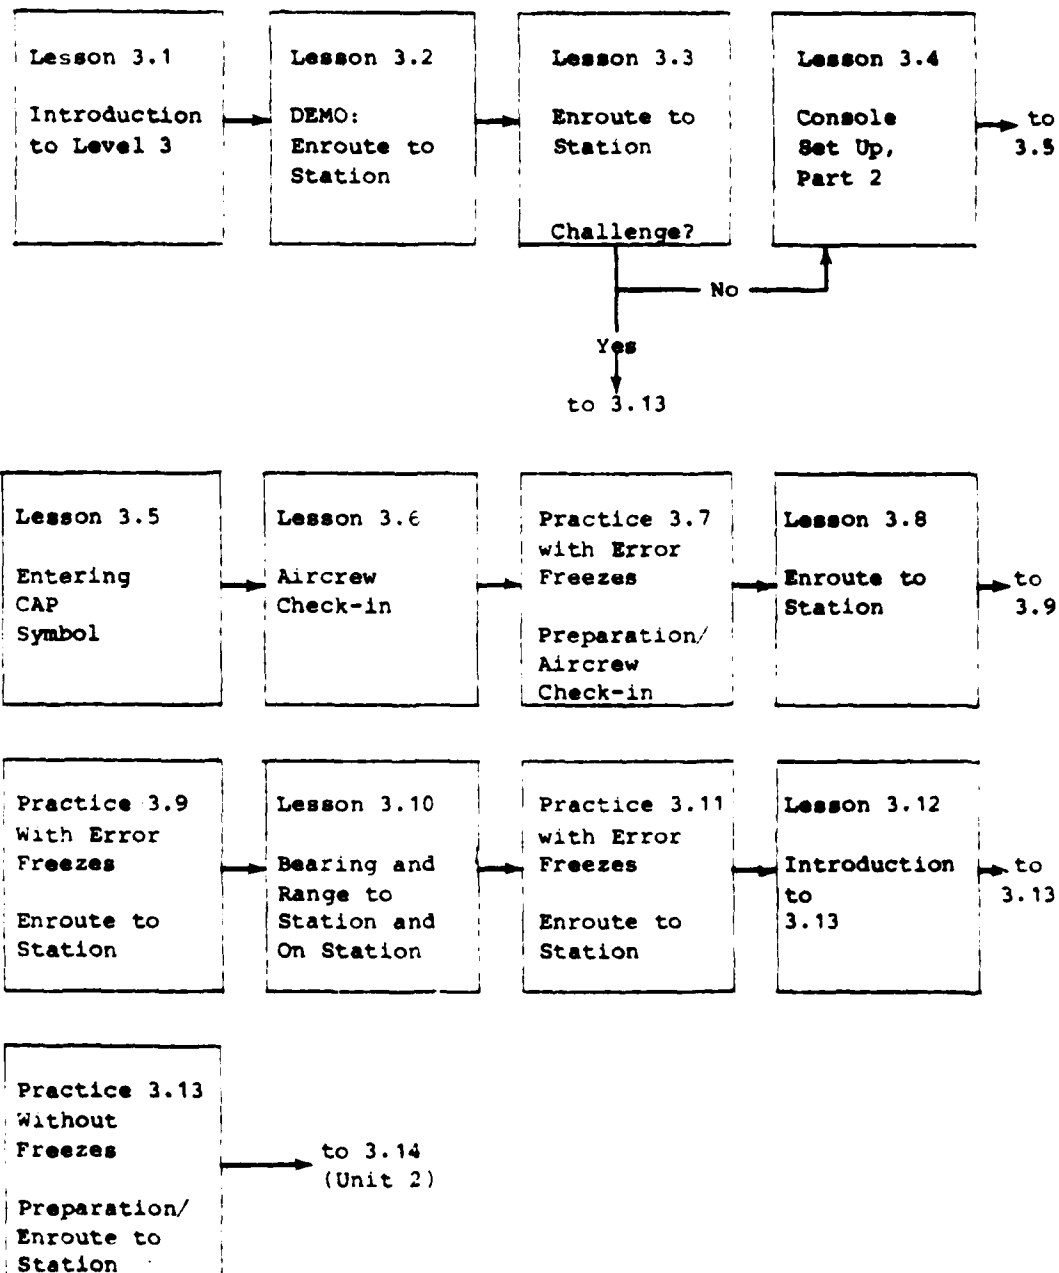 Lesson 3.1
Introduction
to Level 3
Lesson 3.2
DEMO:
Enroute to
Station
Lesson 3.3
Enroute to
Station
Challenge?
Lesson 3.4
Console
Set Up,
Part 2
to
3.5
No
Yes
to 3.13
Lesson 3.5
Entering
CAP
Symbol
Lesson 3.6
Aircrew
Check-in
Practice 3.7
with Error
Freezes
Preparation/
Aircrew
Check-in
Lesson 3.8
Enroute to
Station
to
3.9
Practice 3.9
With Error
Freezes
Enroute to
Station
Lesson 3.10
Bearing and
Range to
Station and
On Station
Practice 3.11
with Error
Freezes
Enroute to
Station
Lesson 3.12
Introduction
to
3.13
to
3.13
Practice 3.13
Without
Freezes
Preparation/
Enroute to
Station
to 3.14
(Unit 2)